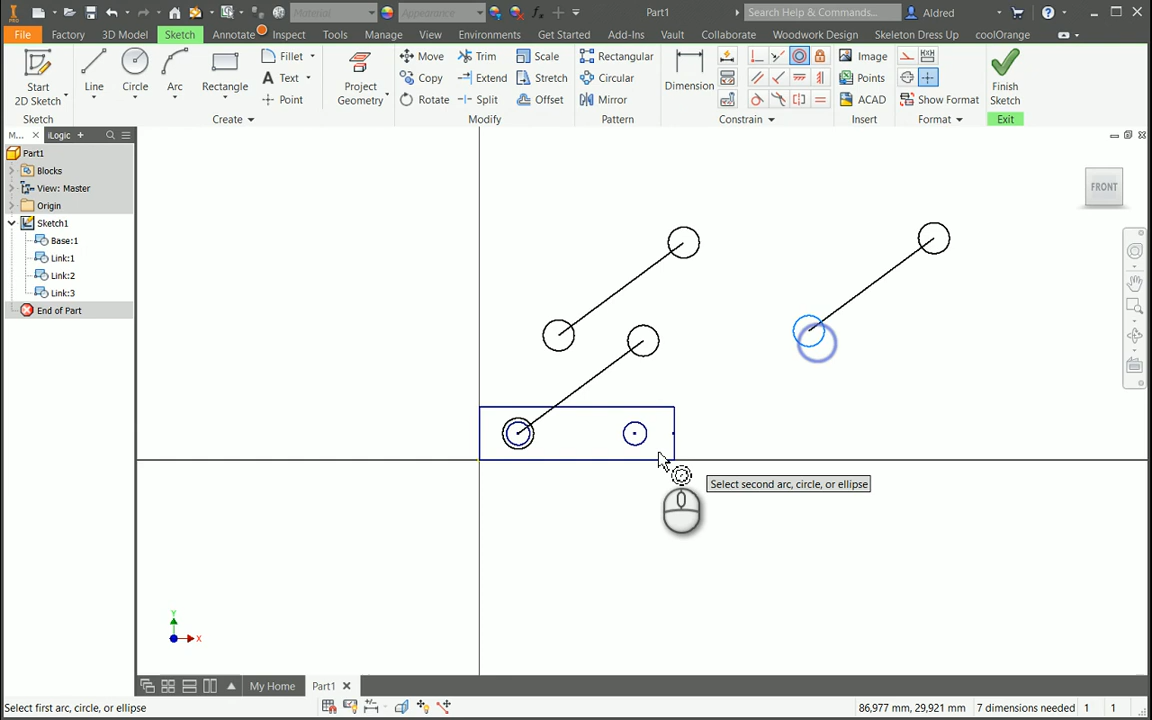 PRO
Material
Appearance
Part1
Search Help & Commands...
Aldred
File
Factory
3D Model
Sketch
Annotate
Inspect
Tools
Manage
View
Environments
Get Started
Add-Ins
Vault
Collaborate
Woodwork Design
Skeleton Dress Up
coolOrange
Start
2D Sketch
Line
Circle
Arc
Rectangle
Fillet
Text
Point
Project
Geometry
Move
Copy
Rotate
Trim
Extend
Split
Scale
Stretch
Offset
Rectangular
Circular
Mirror
Dimension
Image
Points
ACAD
Show Format
Finish
Sketch
Sketch
Create
Modify
Pattern
Constrain
Insert
Format
Exit
M...
iLogic
Part1
Blocks
View: Master
Origin
Sketch1
Base:1
Link:1
Link:2
Link:3
End of Part
FRONT
Select second arc, circle, or ellipse
Y
X
My Home
Part1
Select first arc, circle, or ellipse
86,977 mm, 29,921 mm
7 dimensions needed
1
1